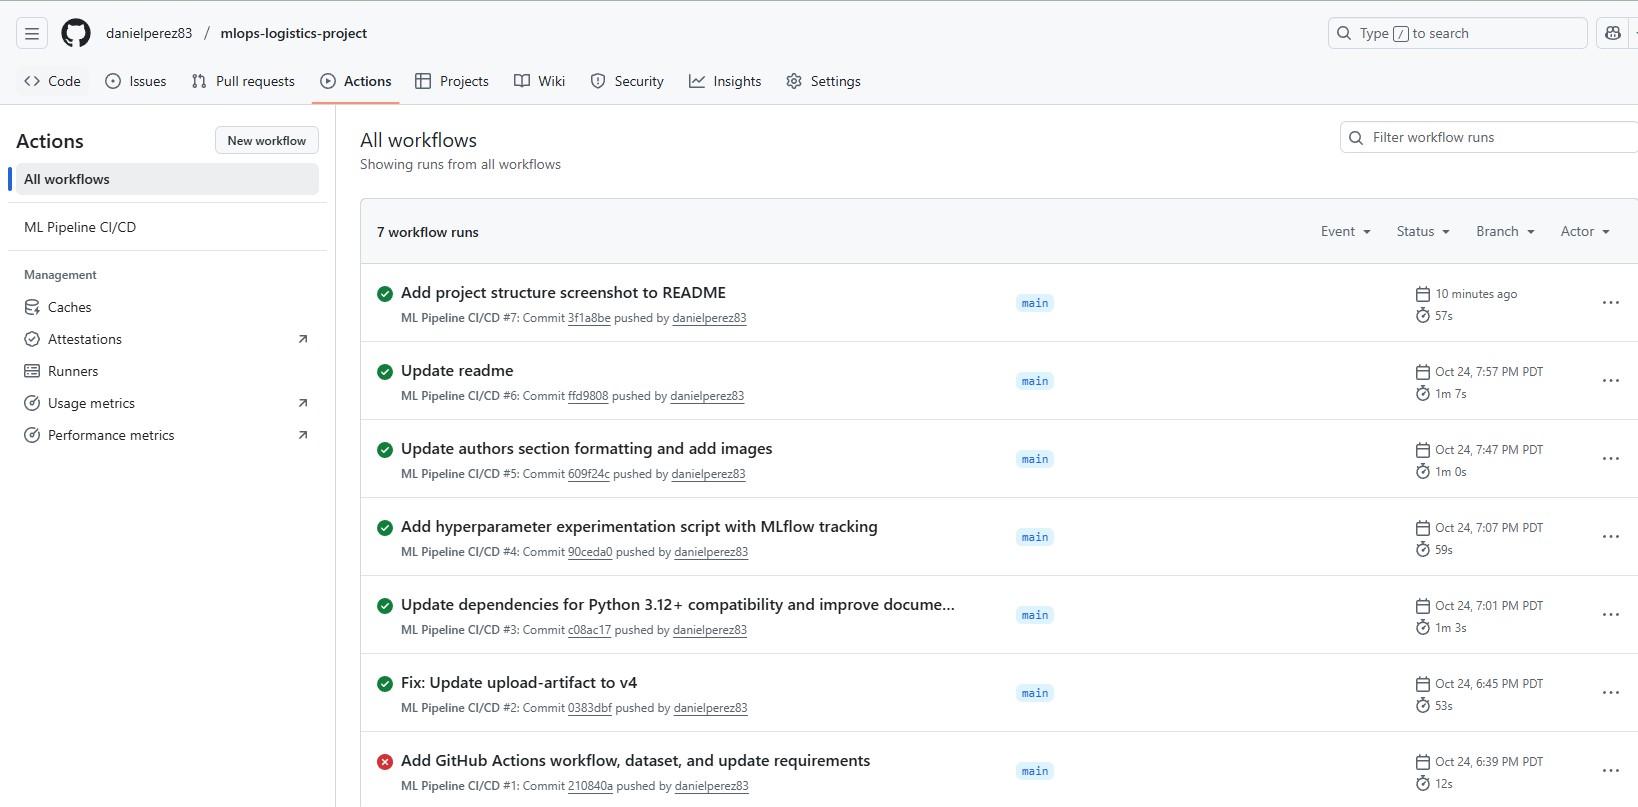 danielperez83 / mlops-logistics-project
Type / to search
Code Issues Pull requests Actions Projects Wiki Security Insights Settings
Actions
New workflow
All workflows
ML Pipeline CI/CD
Management
Caches
Attestations
Runners
Usage metrics
Performance metrics
All workflows
Showing runs from all workflows
Filter workflow runs
7 workflow runs
Event Status Branch Actor
Add project structure screenshot to README
ML Pipeline CI/CD #7: Commit 3f1a8be pushed by danielperez83
main
10 minutes ago
57s
Update readme
ML Pipeline CI/CD #6: Commit ffd9808 pushed by danielperez83
main
Oct 24, 7:57 PM PDT
1m 7s
Update authors section formatting and add images
ML Pipeline CI/CD #5: Commit 609f24c pushed by danielperez83
main
Oct 24, 7:47 PM PDT
1m 0s
Add hyperparameter experimentation script with MLflow tracking
ML Pipeline CI/CD #4: Commit 90ceda0 pushed by danielperez83
main
Oct 24, 7:07 PM PDT
59s
Update dependencies for Python 3.12+ compatibility and improve docume...
ML Pipeline CI/CD #3: Commit c08ac17 pushed by danielperez83
main
Oct 24, 7:01 PM PDT
1m 3s
Fix: Update upload-artifact to v4
ML Pipeline CI/CD #2: Commit 0383dbf pushed by danielperez83
main
Oct 24, 6:45 PM PDT
53s
Add GitHub Actions workflow, dataset, and update requirements
ML Pipeline CI/CD #1: Commit 210840a pushed by danielperez83
main
Oct 24, 6:39 PM PDT
12s